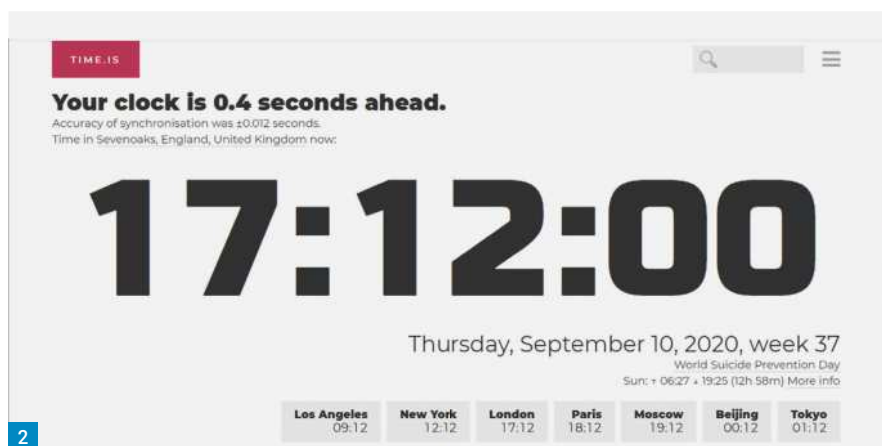 TIME.IS
Your clock is 0.4 seconds ahead.
Accuracy of synchronisation was ±0.012 seconds.
Time in Sevenoaks, England, United Kingdom now:
17:12:00
Thursday, September 10, 2020, week 37
World Suicide Prevention Day
Sun: ↑ 06:27 ↓ 19:25 (12h 58m) More info
Los Angeles New York London Paris Moscow Beijing Tokyo
09:12 12:12 17:12 18:12 19:12 00:12 01:12
2